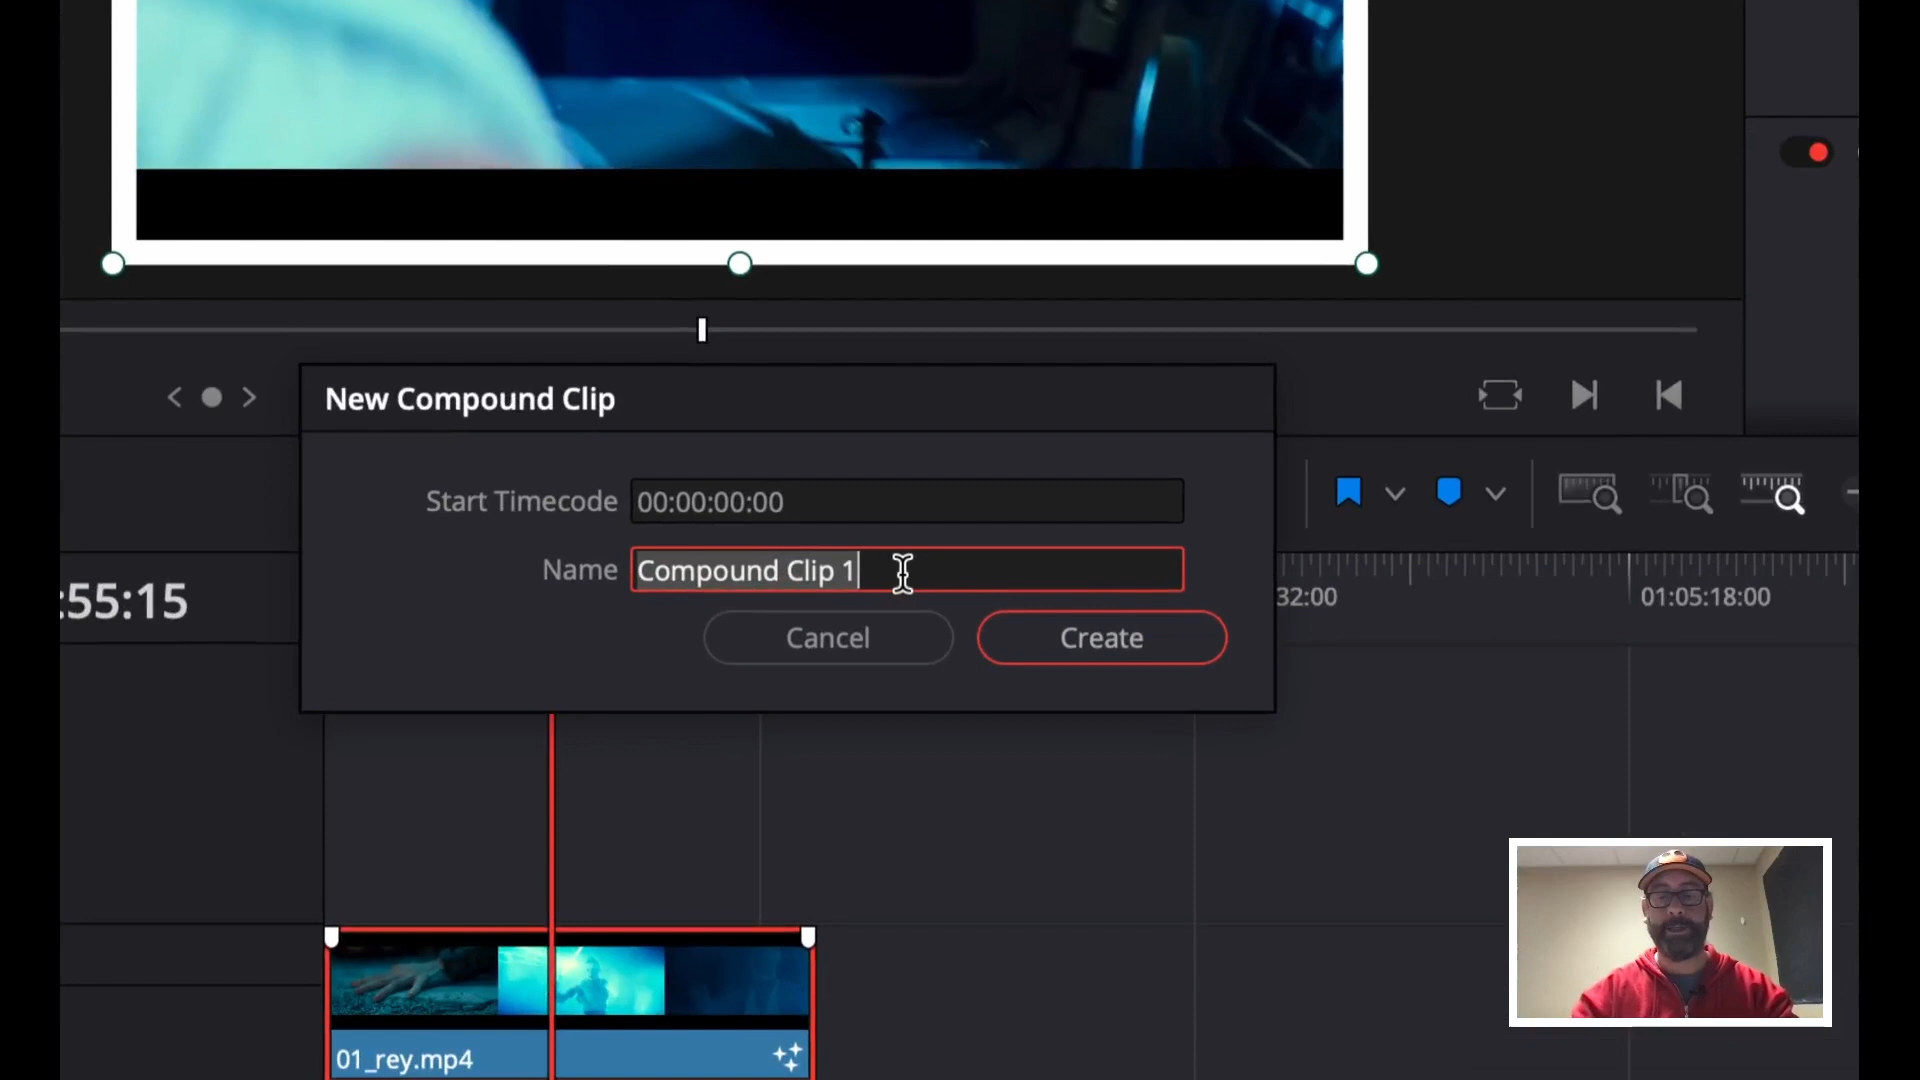 New Compound Clip
Start Timecode 00:00:00:00
Name Compound Clip 1
Cancel Create
:55:15
32:00 01:05:18:00
01_rey.mp4